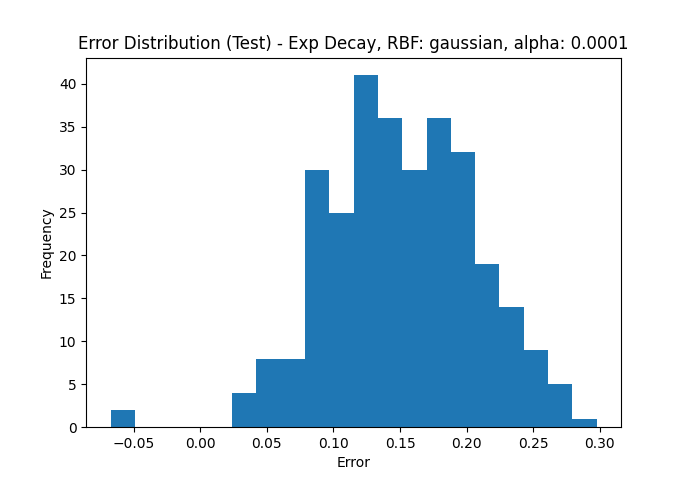 Error Distribution (Test) - Exp Decay, RBF: gaussian, alpha: 0.0001
40
35
30
25
20
15
10
5
0
Frequency
−0.05 0.00 0.05 0.10 0.15 0.20 0.25 0.30
Error